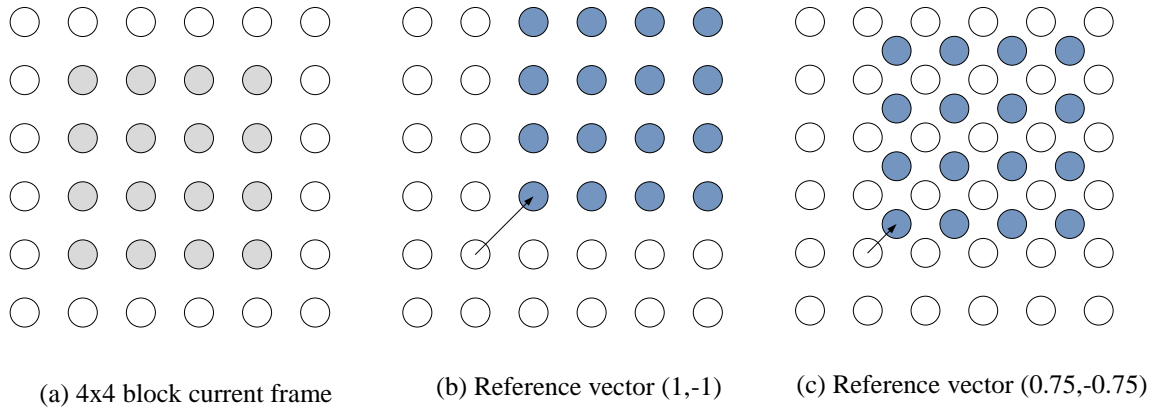 (a) 4x4 block current frame
(b) Reference vector (1,-1)
(c) Reference vector (0.75,-0.75)